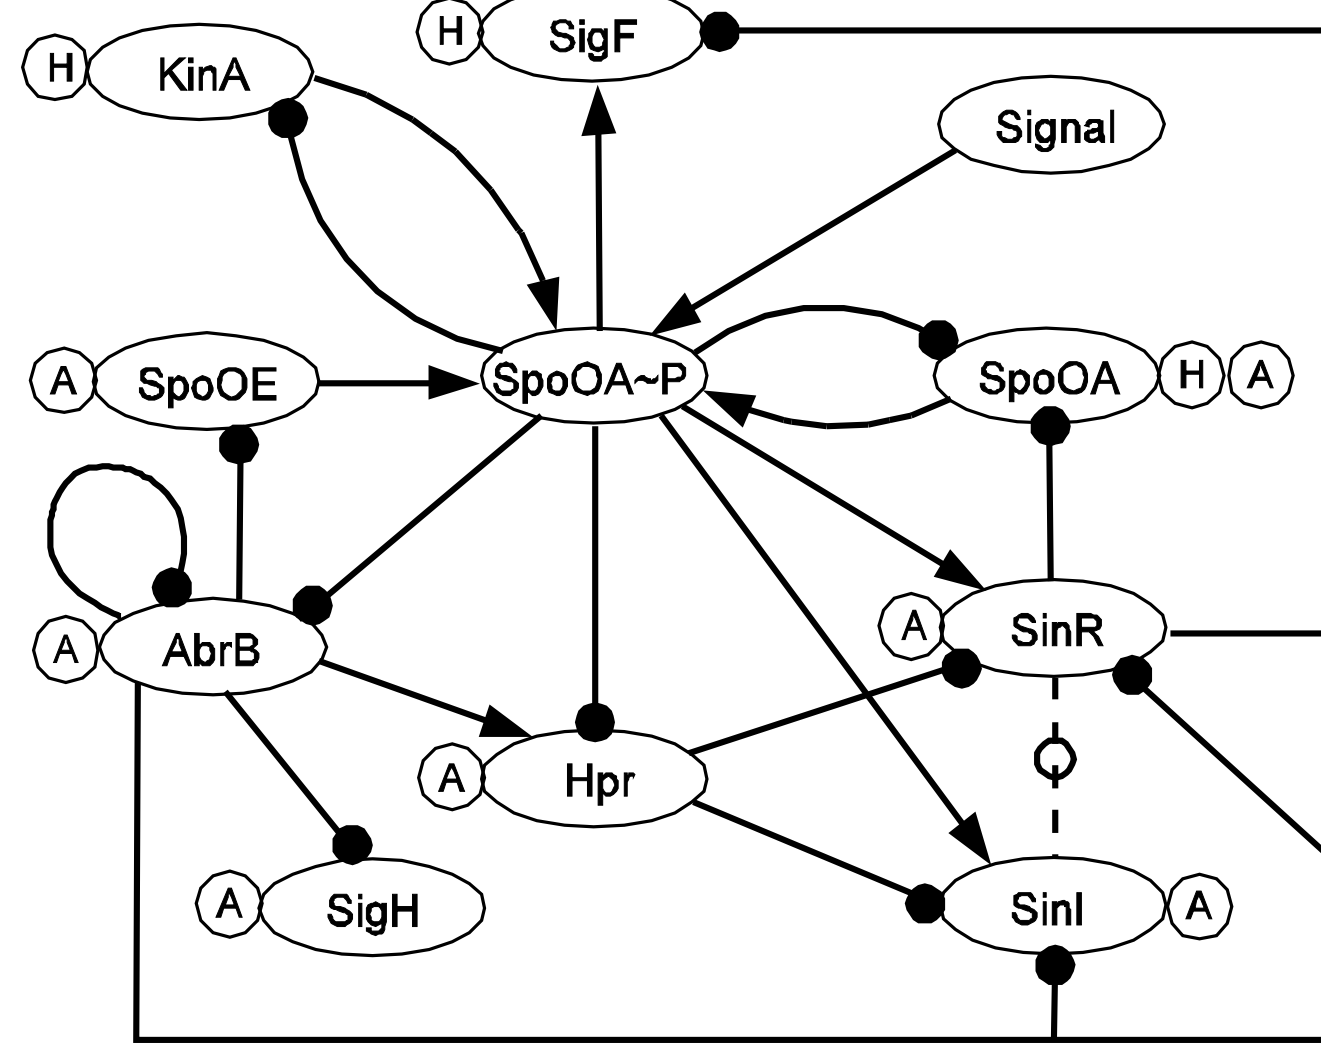 H SigF
H KinA
Signal
A SpoOE
SpoOA~P
SpoOA H A
A SinR
A AbrB
A Hpr
A SigH
SinI A